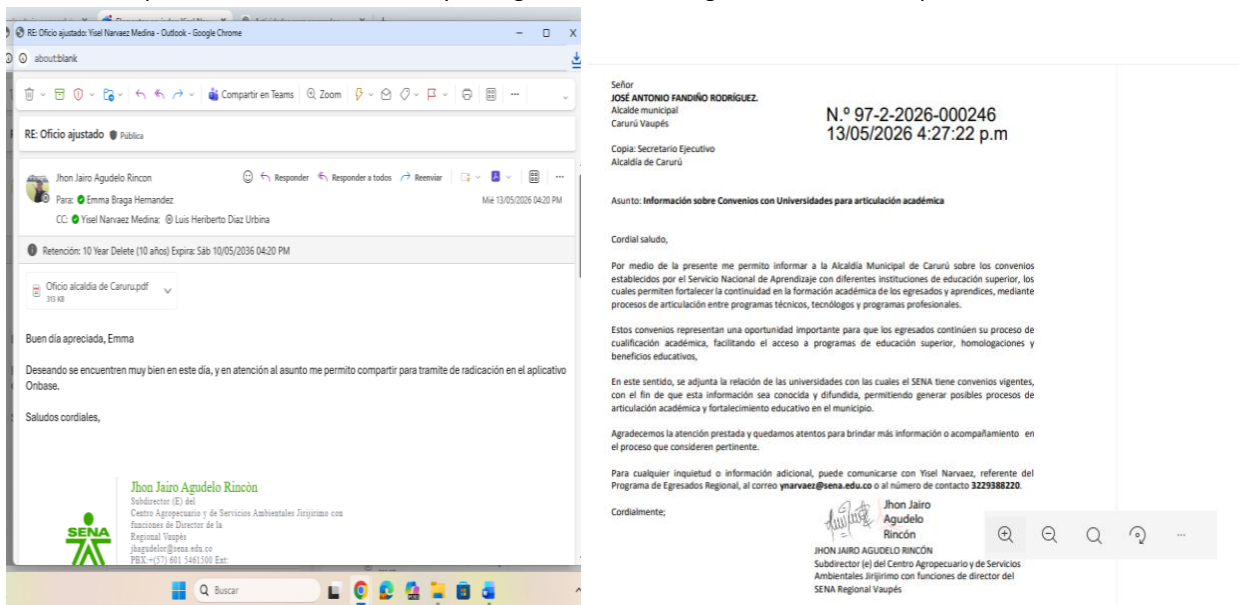 RE: Oficio ajustado: Yisel Narvaez Medina - Outlook - Google Chrome
about:blank
Compartir en Teams
Zoom
RE: Oficio ajustado Pública
Jhon Jairo Agudelo Rincon
Responder
Responder a todos
Reenviar
Para: Emma Braga Hernandez
Mié 13/05/2026 04:20 PM
CC: Yisel Narvaez Medina; Luis Heriberto Diaz Urbina
Retención: 10 Year Delete (10 años) Expira: Sáb 10/05/2036 04:20 PM
Oficio alcaldia de Caruru.pdf
313 KB
Buen día apreciada, Emma
Deseando se encuentren muy bien en este día, y en atención al asunto me permito compartir para tramite de radicación en el aplicativo
Onbase.
Saludos cordiales,
Jhon Jairo Agudelo Rincón
Subdirector (E) del
Centro Agropecuario y de Servicios Ambientales Jirijirimo con
funciones de Director de la
Regional Vaupés
jhagudelor@sena.edu.co
PBX:+(57) 601 5461500 Ext:
SENA
Buscar
Señor
JOSÉ ANTONIO FANDIÑO RODRÍGUEZ.
Alcalde municipal
Carurú Vaupés
N.º 97-2-2026-000246
13/05/2026 4:27:22 p.m
Copia: Secretario Ejecutivo
Alcaldía de Carurú
Asunto: Información sobre Convenios con Universidades para articulación académica
Cordial saludo,
Por medio de la presente me permito informar a la Alcaldía Municipal de Carurú sobre los convenios
establecidos por el Servicio Nacional de Aprendizaje con diferentes instituciones de educación superior, los
cuales permiten fortalecer la continuidad en la formación académica de los egresados y aprendices, mediante
procesos de articulación entre programas técnicos, tecnólogos y programas profesionales.
Estos convenios representan una oportunidad importante para que los egresados continúen su proceso de
cualificación académica, facilitando el acceso a programas de educación superior, homologaciones y
beneficios educativos,
En este sentido, se adjunta la relación de las universidades con las cuales el SENA tiene convenios vigentes,
con el fin de que esta información sea conocida y difundida, permitiendo generar posibles procesos de
articulación académica y fortalecimiento educativo en el municipio.
Agradecemos la atención prestada y quedamos atentos para brindar más información o acompañamiento en
el proceso que consideren pertinente.
Para cualquier inquietud o información adicional, puede comunicarse con Yisel Narvaez, referente del
Programa de Egresados Regional, al correo ynarvaez@sena.edu.co o al número de contacto 3229388220.
Cordialmente;
Jhon Jairo
Agudelo
Rincón
JHON JAIRO AGUDELO RINCÓN
Subdirector (e) del Centro Agropecuario y de Servicios
Ambientales Jirijirimo con funciones de director del
SENA Regional Vaupés